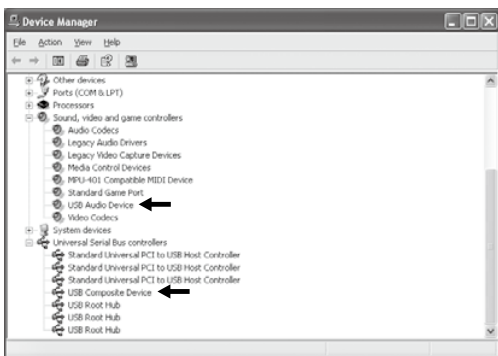 Device Manager
File Action View Help
Other devices
Ports (COM & LPT)
Processors
Sound, video and game controllers
Audio Codecs
Legacy Audio Drivers
Legacy Video Capture Devices
Media Control Devices
MPU-401 Compatible MIDI Device
Standard Game Port
USB Audio Device
Video Codecs
System devices
Universal Serial Bus controllers
Standard Universal PCI to USB Host Controller
Standard Universal PCI to USB Host Controller
Standard Universal PCI to USB Host Controller
USB Composite Device
USB Root Hub
USB Root Hub
USB Root Hub